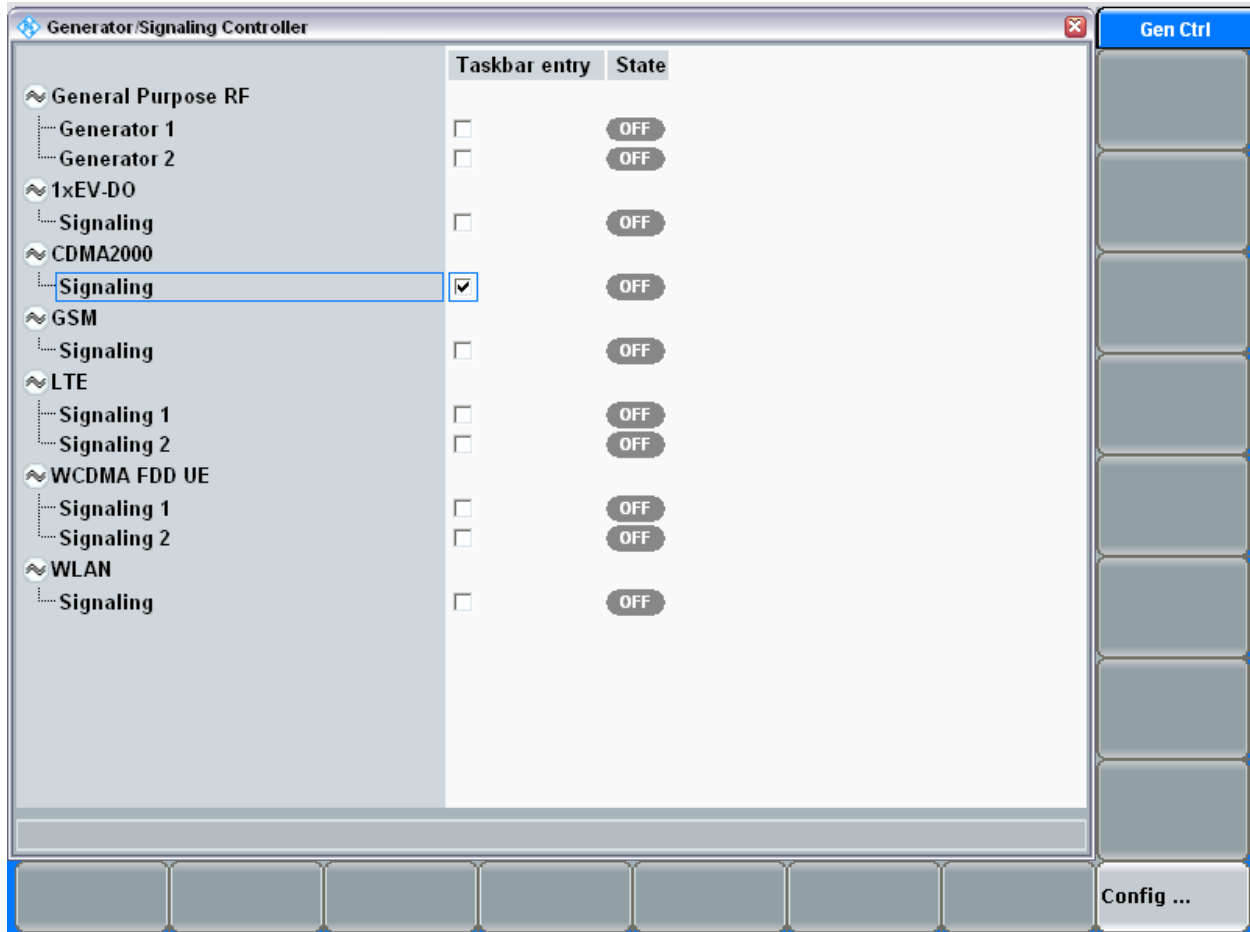 Generator/Signaling Controller
Gen Ctrl
Taskbar entry State
General Purpose RF
Generator 1 OFF
Generator 2 OFF
1xEV-DO
Signaling OFF
CDMA2000
Signaling OFF
GSM
Signaling OFF
LTE
Signaling 1 OFF
Signaling 2 OFF
WCDMA FDD UE
Signaling 1 OFF
Signaling 2 OFF
WLAN
Signaling OFF
Config ...